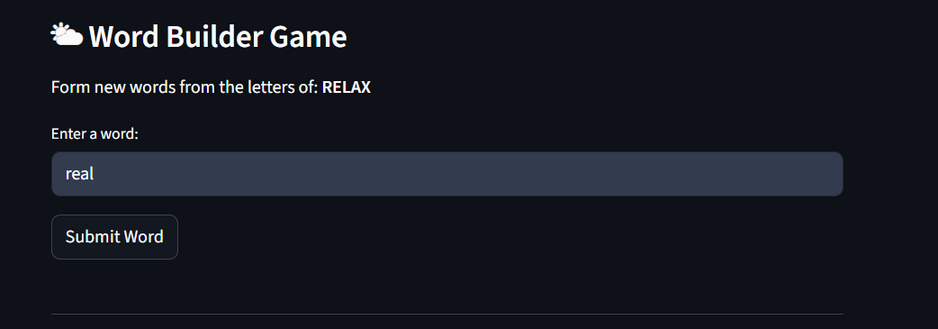 Word Builder Game
Form new words from the letters of: RELAX
Enter a word:
real
Submit Word